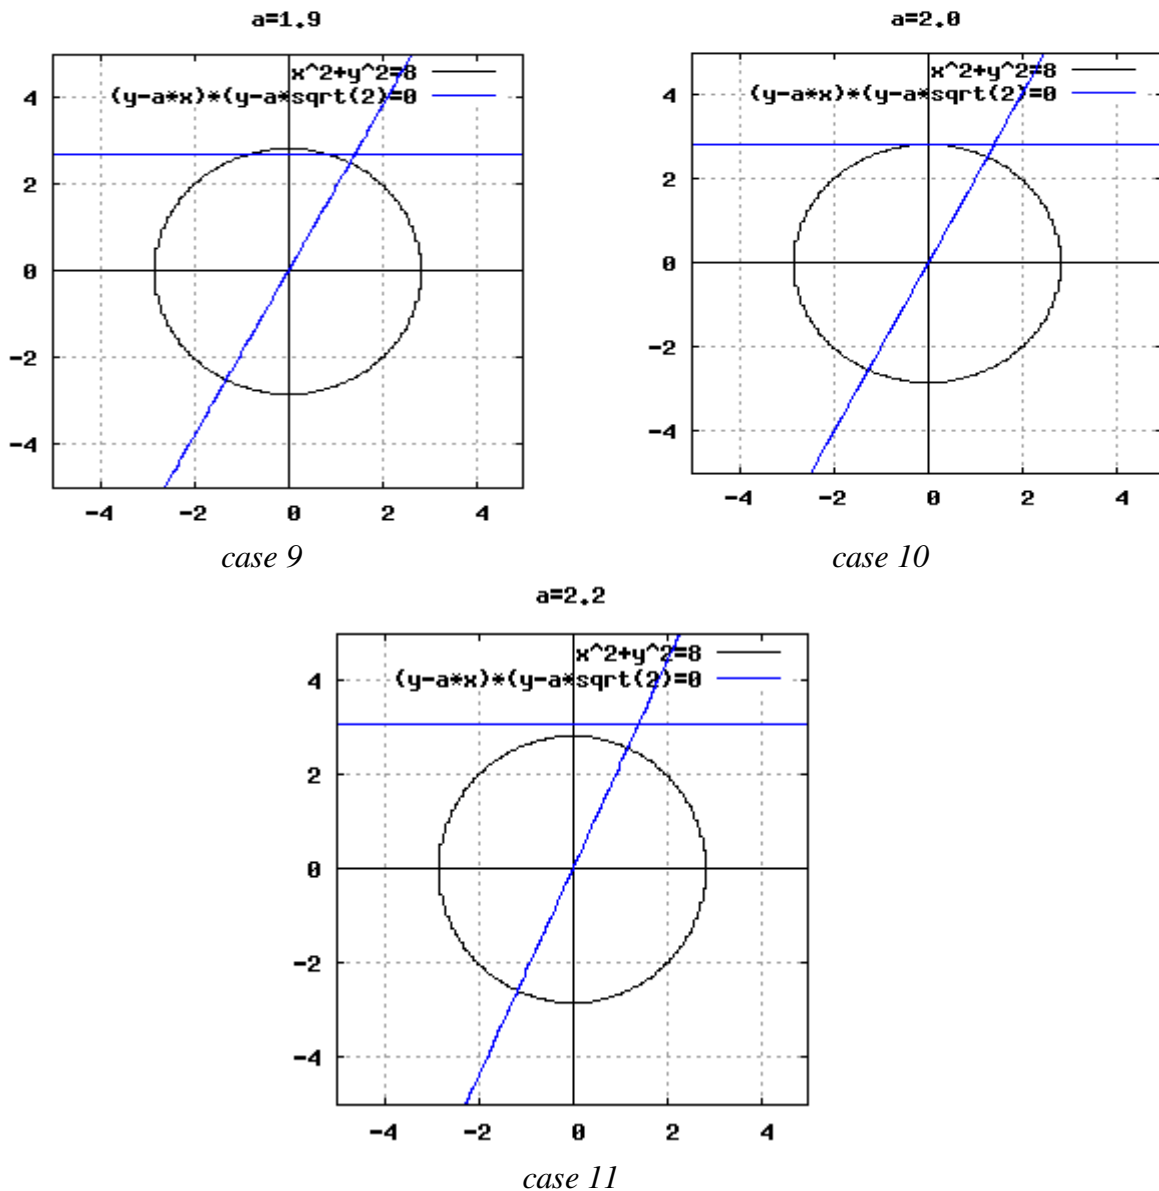 a=1.9
x^2+y^2=8
(y-a*x)*(y-a*sqrt(2)=0
4
2
0
-2
-4
-4 -2 0 2 4
case 9
a=2.0
x^2+y^2=8
(y-a*x)*(y-a*sqrt(2)=0
4
2
0
-2
-4
-4 -2 0 2 4
case 10
a=2.2
x^2+y^2=8
(y-a*x)*(y-a*sqrt(2)=0
4
2
0
-2
-4
-4 -2 0 2 4
case 11